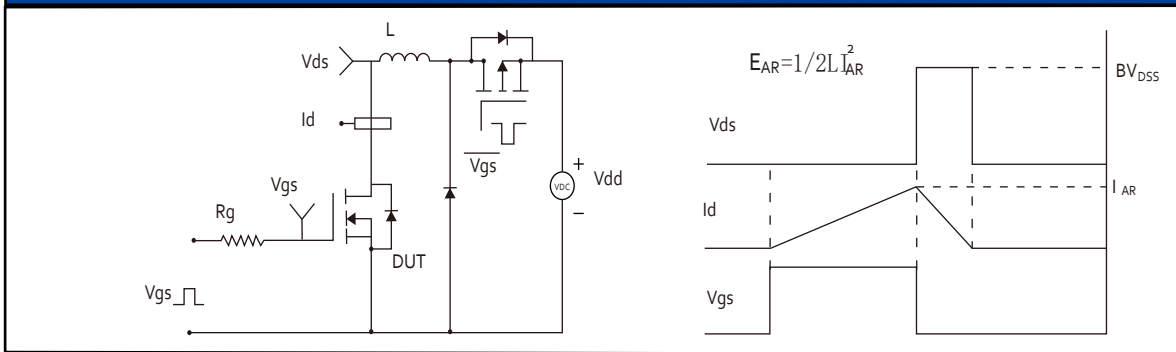 L
Vds
Id
Vgs
Vgs
+
Vdd
−
VDC
Rg
DUT
Vgs
E_AR=1/2LI²_AR
BV_DSS
Vds
I_AR
Id
Vgs